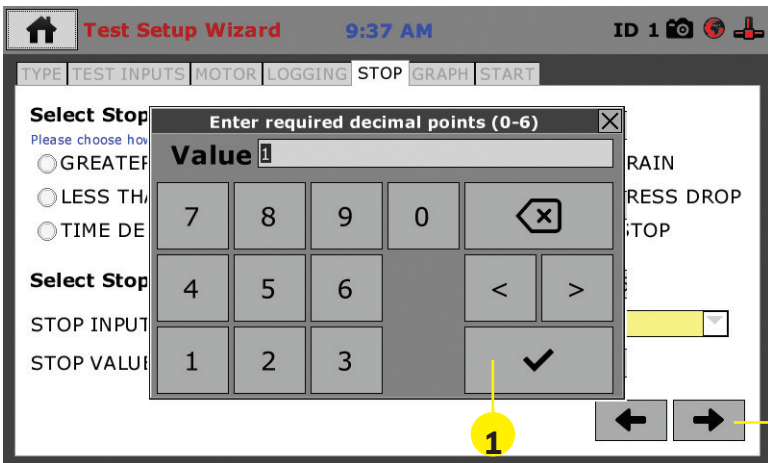 Test Setup Wizard 9:37 AM ID 1
TYPE TEST INPUTS MOTOR LOGGING STOP GRAPH START
Select Stop
Please choose how
GREATER
RAIN
LESS THA
RESS DROP
TIME DE
STOP
Select Stop
STOP INPUT
STOP VALUE
Enter required decimal points (0-6)
Value 1
7 8 9 0
4 5 6 < >
1 2 3
1